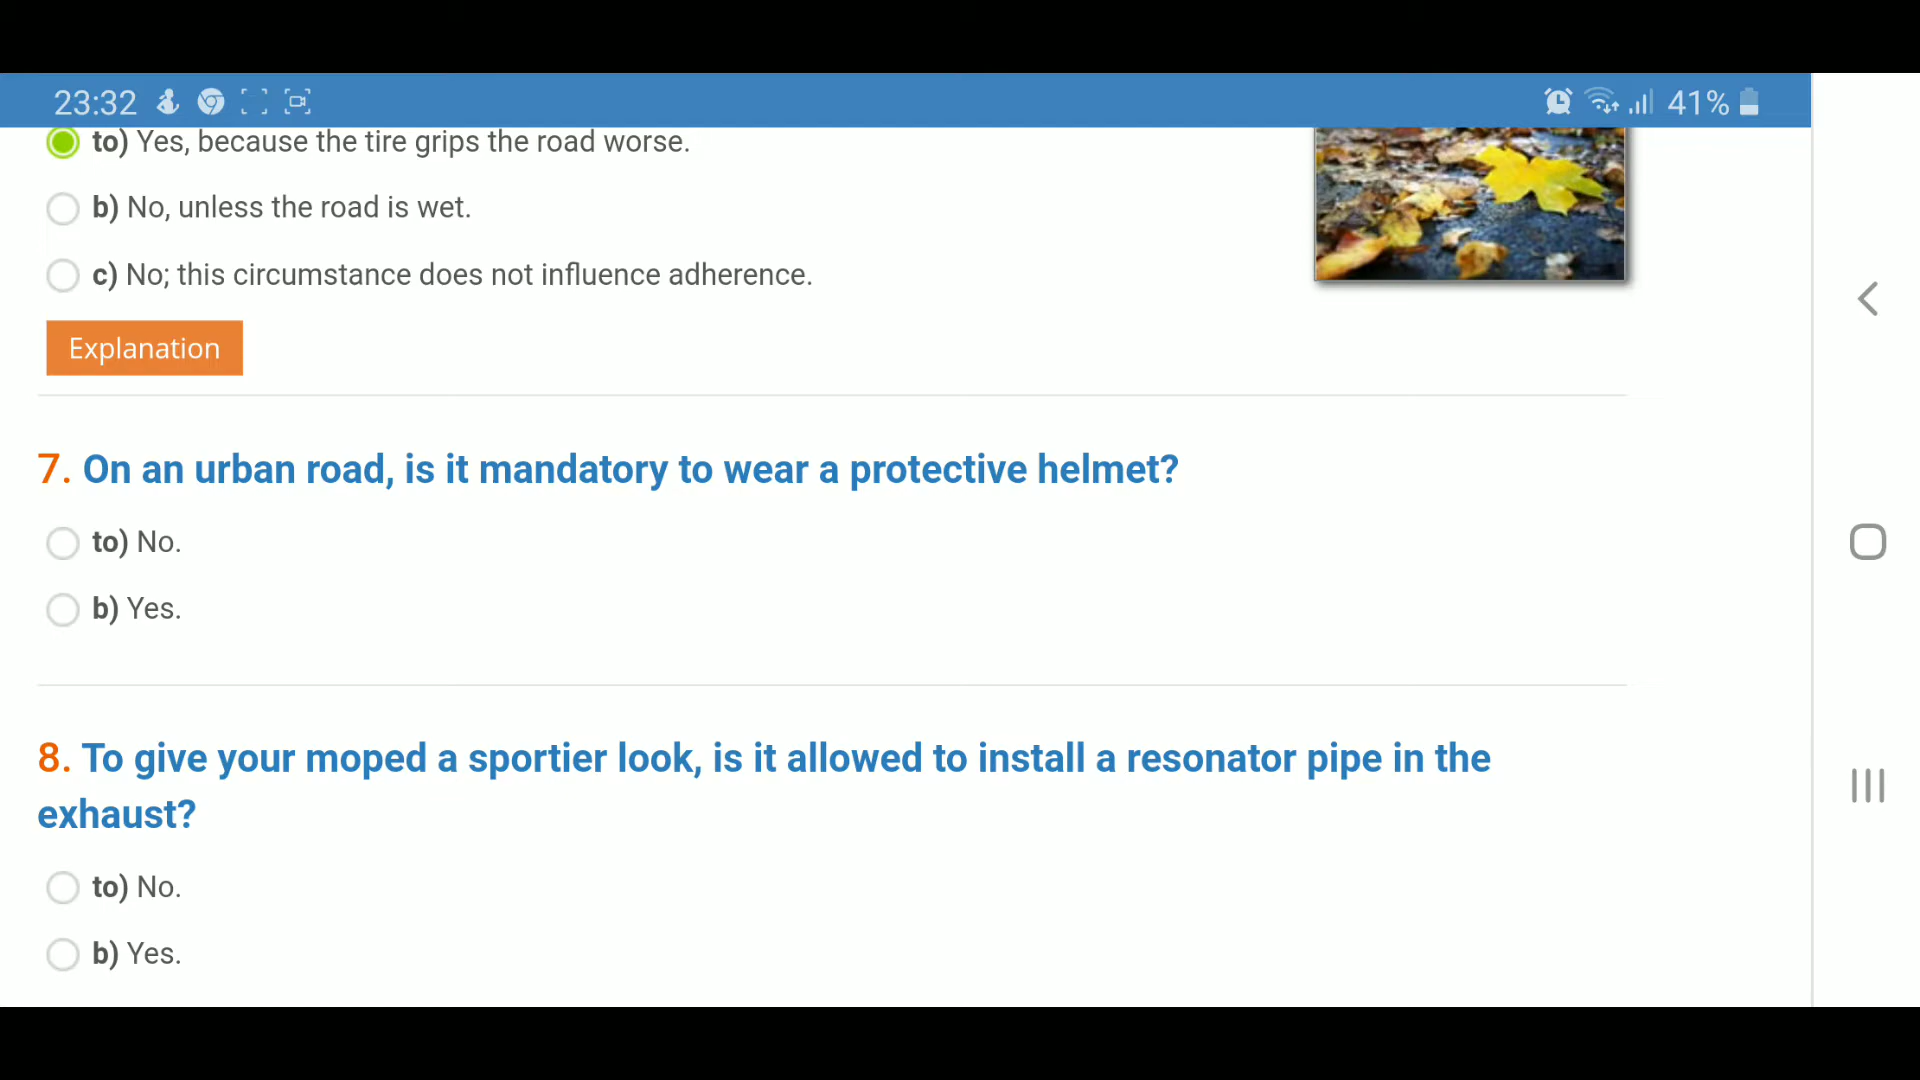 23:32
41%
to) Yes, because the tire grips the road worse.
b) No, unless the road is wet.
c) No; this circumstance does not influence adherence.
Explanation
7. On an urban road, is it mandatory to wear a protective helmet?
to) No.
b) Yes.
8. To give your moped a sportier look, is it allowed to install a resonator pipe in the
exhaust?
to) No.
b) Yes.